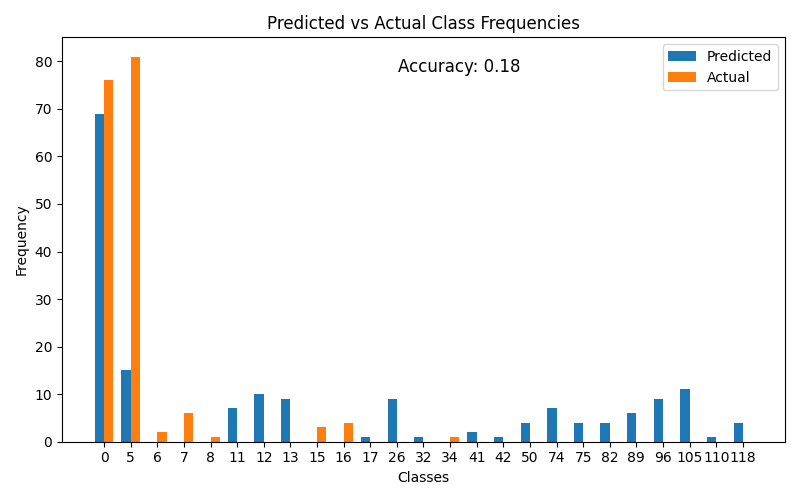 Predicted vs Actual Class Frequencies
Accuracy: 0.18
Predicted
Actual
80
70
60
50
40
30
20
10
0
Frequency
0 5 6 7 8 11 12 13 15 16 17 26 32 34 41 42 50 74 75 82 89 96 105 110 118
Classes